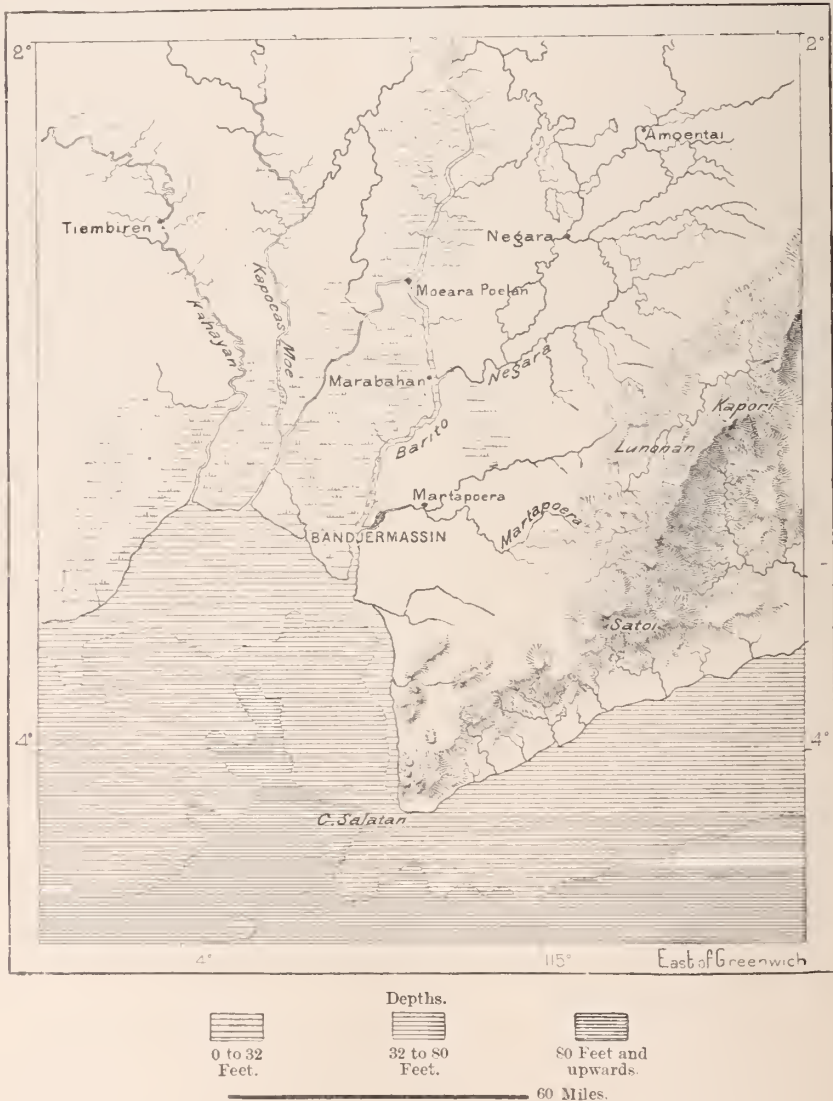 2° 2°
Amoentai
Tiembiren
Negara
Kahayan
Kapoeas Moe
Moeara Poelan
Marabahan
Negara
Kapori
Barito
Lunonan
Martapoera
Martapoera
BANDJERMASSIN
Satoi
4° 4°
C. Salatan
4° 115° East of Greenwich
Depths.
0 to 32 32 to 80 80 Feet and
Feet. Feet. upwards.
60 Miles.